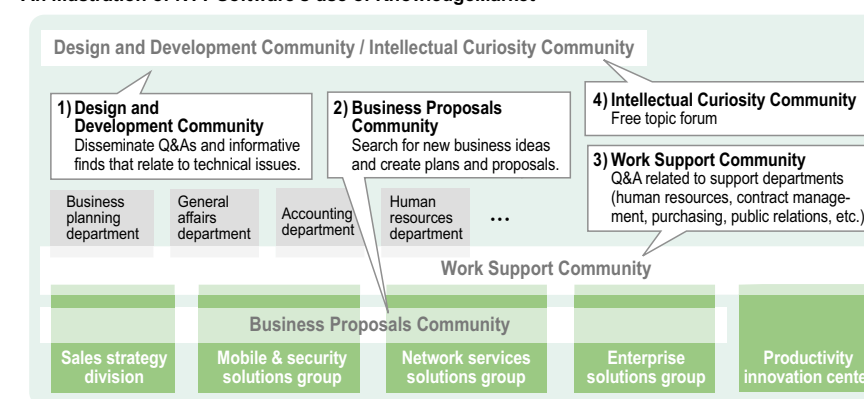 Design and Development Community / Intellectual Curiosity Community
1) Design and
Development Community
Disseminate Q&As and informative
finds that relate to technical issues.
2) Business Proposals
Community
Search for new business ideas
and create plans and proposals.
4) Intellectual Curiosity Community
Free topic forum
3) Work Support Community
Q&A related to support departments
(human resources, contract manage-
ment, purchasing, public relations, etc.)
Business
planning
department
General
affairs
department
Accounting
department
Human
resources
department
...
Work Support Community
Business Proposals Community
Sales strategy
division
Mobile & security
solutions group
Network services
solutions group
Enterprise
solutions group
Productivity
innovation cente